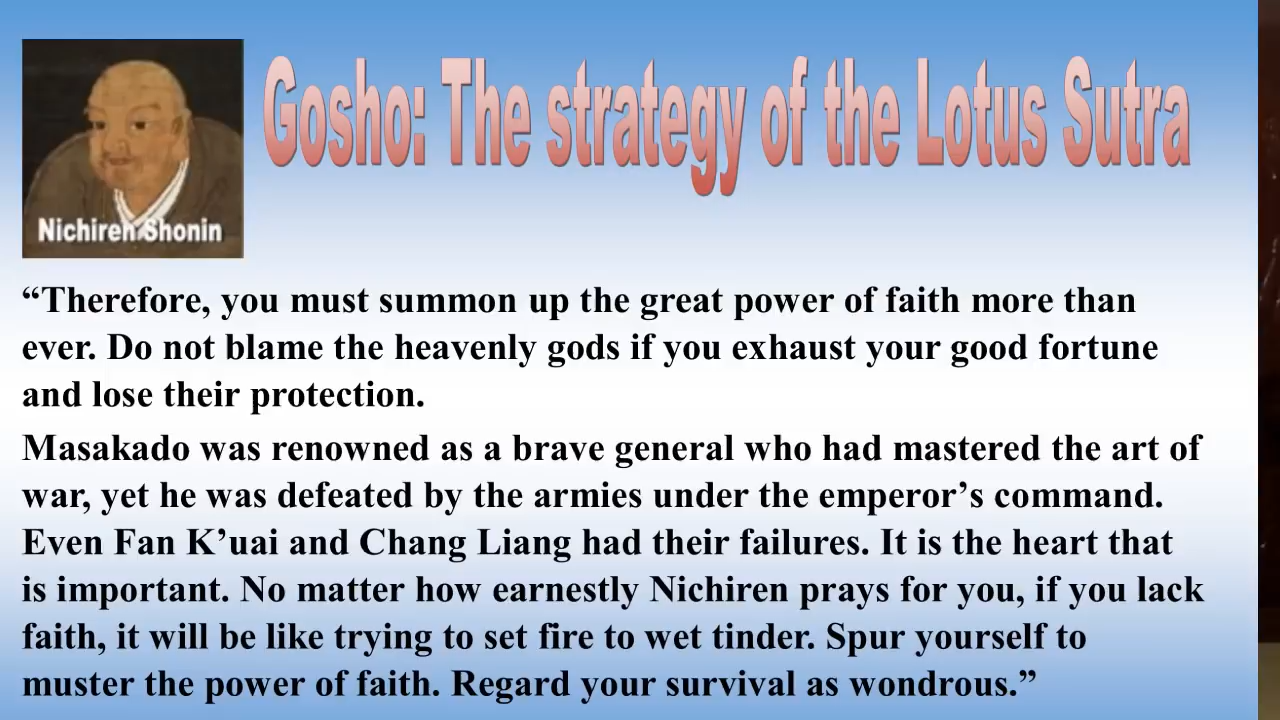 Gosho: The strategy of the Lotus Sutra
Nichiren Shonin
“Therefore, you must summon up the great power of faith more than
ever. Do not blame the heavenly gods if you exhaust your good fortune
and lose their protection.
Masakado was renowned as a brave general who had mastered the art of
war, yet he was defeated by the armies under the emperor’s command.
Even Fan K’uai and Chang Liang had their failures. It is the heart that
is important. No matter how earnestly Nichiren prays for you, if you lack
faith, it will be like trying to set fire to wet tinder. Spur yourself to
muster the power of faith. Regard your survival as wondrous.”